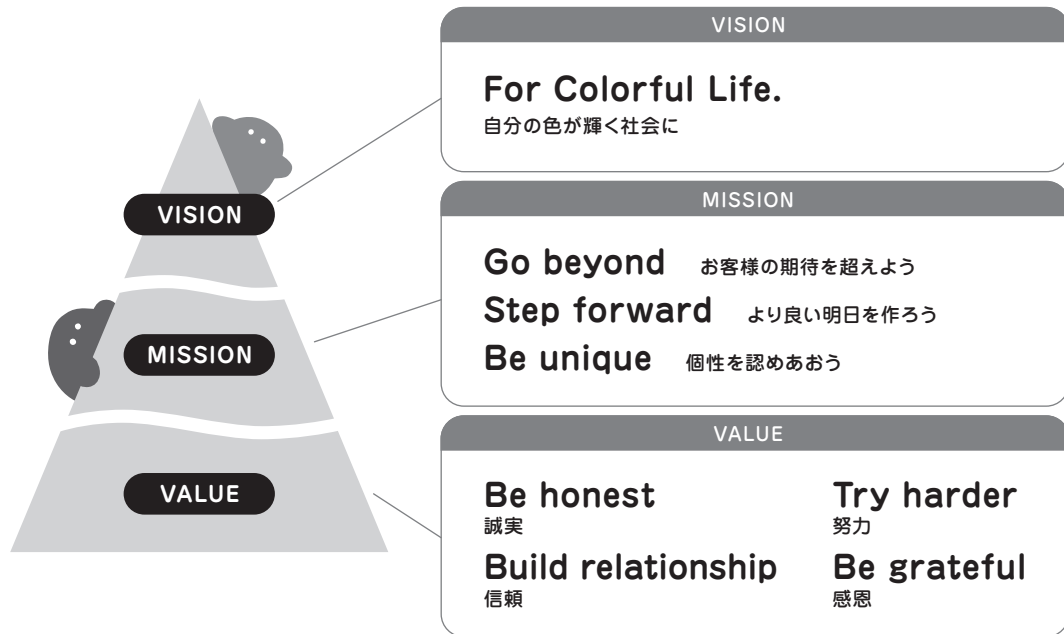 VISION
For Colorful Life.
自分の色が輝く社会に
VISION
MISSION
Go beyond お客様の期待を超えよう
Step forward より良い明日を作ろう
Be unique 個性を認めあおう
MISSION
VALUE
Be honest
誠実
Try harder
努力
Build relationship
信頼
Be grateful
感恩
VALUE